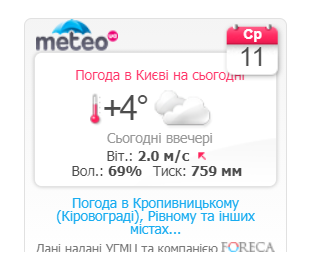 meteo ua
Ср
11
Погода в Києві на сьогодні
+4°
Сьогодні ввечері
Віт.: 2.0 м/с
Вол.: 69% Тиск: 759 мм
Погода в Кропивницькому
(Кіровограді), Рівному та інших
містах...
Дані надані УГМЦ та компанією FORECA